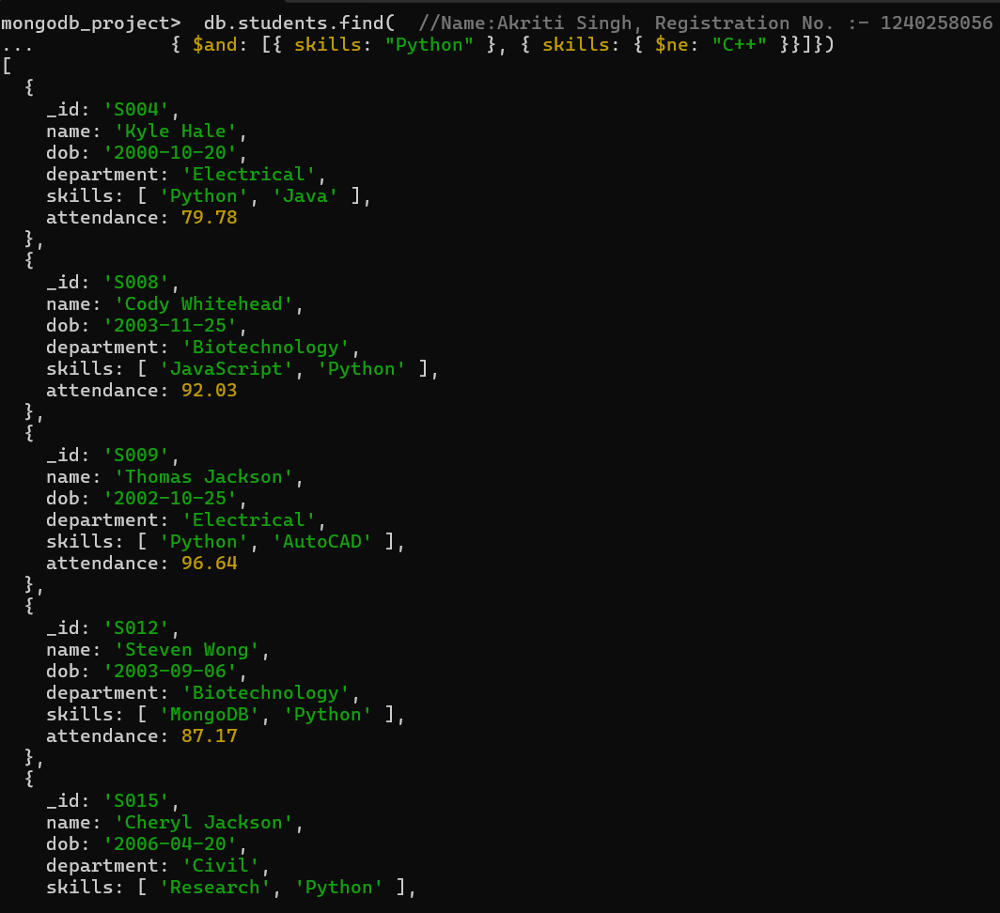 mongodb_project>  db.students.find(  //Name:Akriti Singh, Registration No. :- 1240258056
...            { $and: [{ skills: "Python" }, { skills: { $ne: "C++" }}]})
[
  {
    _id: 'S004',
    name: 'Kyle Hale',
    dob: '2000-10-20',
    department: 'Electrical',
    skills: [ 'Python', 'Java' ],
    attendance: 79.78
  },
  {
    _id: 'S008',
    name: 'Cody Whitehead',
    dob: '2003-11-25',
    department: 'Biotechnology',
    skills: [ 'JavaScript', 'Python' ],
    attendance: 92.03
  },
  {
    _id: 'S009',
    name: 'Thomas Jackson',
    dob: '2002-10-25',
    department: 'Electrical',
    skills: [ 'Python', 'AutoCAD' ],
    attendance: 96.64
  },
  {
    _id: 'S012',
    name: 'Steven Wong',
    dob: '2003-09-06',
    department: 'Biotechnology',
    skills: [ 'MongoDB', 'Python' ],
    attendance: 87.17
  },
  {
    _id: 'S015',
    name: 'Cheryl Jackson',
    dob: '2006-04-20',
    department: 'Civil',
    skills: [ 'Research', 'Python' ],